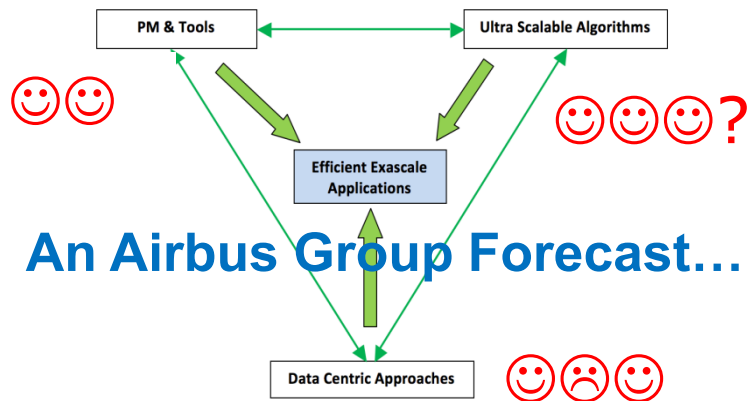 PM & Tools
Ultra Scalable Algorithms
?
Efficient Exascale
Applications
An Airbus Group Forecast…
Data Centric Approaches